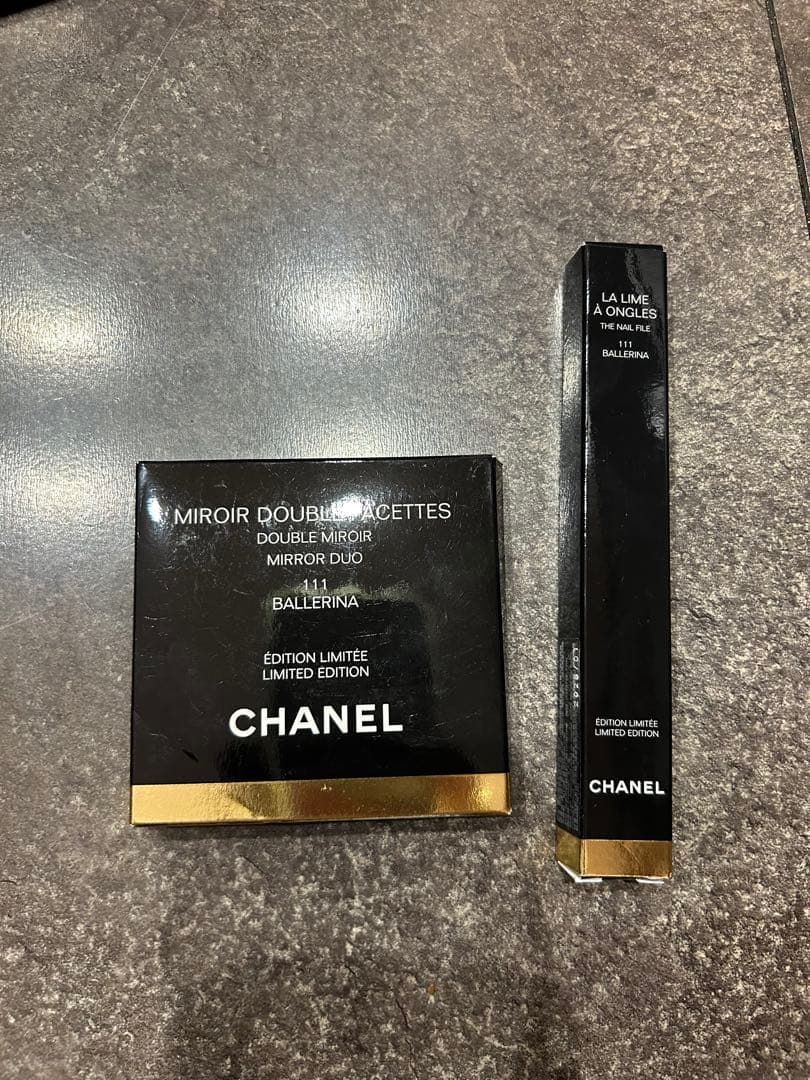 MIROIR DOUBLE FACETTES
DOUBLE MIROIR
MIRROR DUO
111
BALLERINA
ÉDITION LIMITÉE
LIMITED EDITION
CHANEL
LA LIME
À ONGLES
THE NAIL FILE
111
BALLERINA
ÉDITION LIMITÉE
LIMITED EDITION
CHANEL